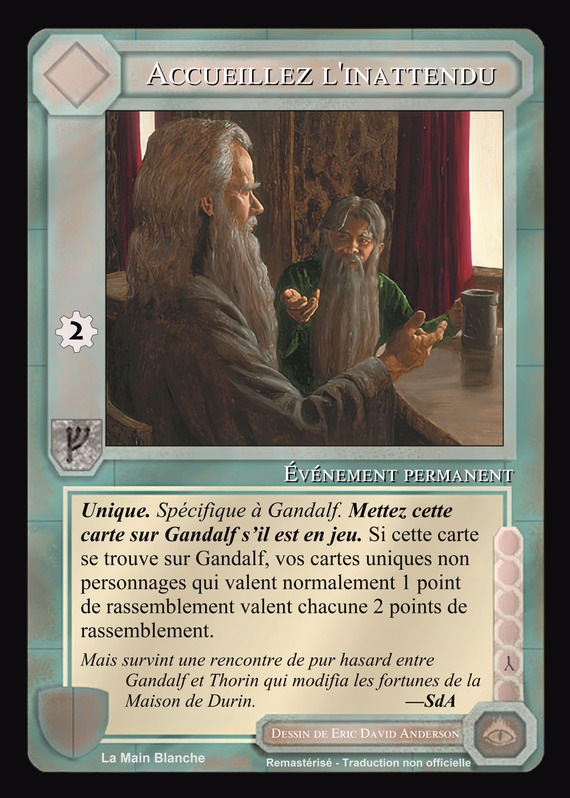 Accueillez l'inattendu
2
Événement permanent
Unique. Spécifique à Gandalf. Mettez cette
carte sur Gandalf s'il est en jeu. Si cette carte
se trouve sur Gandalf, vos cartes uniques non
personnages qui valent normalement 1 point
de rassemblement valent chacune 2 points de
rassemblement.
Mais survint une rencontre de pur hasard entre
Gandalf et Thorin qui modifia les fortunes de la
Maison de Durin. —SdA
Dessin de Eric David Anderson
La Main Blanche
Remastérisé - Traduction non officielle